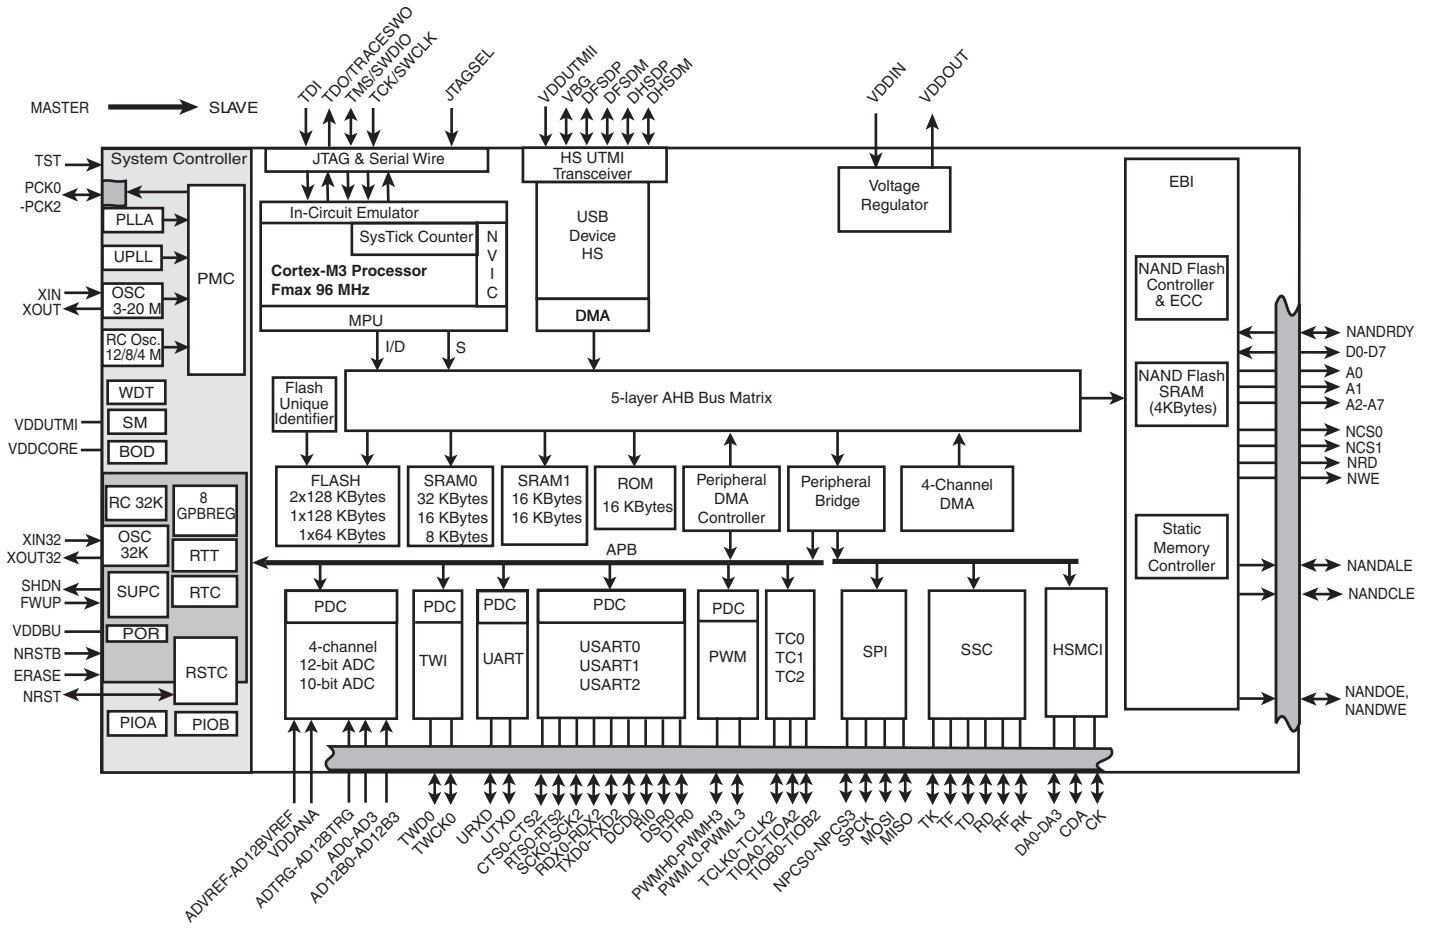 MASTER
SLAVE
TDI
TDO/TRACESWO
TMS/SWDIO
TCK/SWCLK
JTAGSEL
VDDUTMII
VBG
DFSDP
DFSDM
DHSDP
DHSDM
VDDIN
VDDOUT
TST
PCK0
-PCK2
XIN
XOUT
VDDUTMI
VDDCORE
XIN32
XOUT32
SHDN
FWUP
VDDBU
NRSTB
ERASE
NRST
System Controller
PLLA
UPLL
OSC
3-20 M
RC Osc.
12/8/4 M
PMC
WDT
SM
BOD
RC 32K
8
GPBREG
OSC
32K
RTT
SUPC
RTC
POR
RSTC
PIOA
PIOB
JTAG & Serial Wire
In-Circuit Emulator
SysTick Counter
N
V
I
C
Cortex-M3 Processor
Fmax 96 MHz
MPU
I/D
S
HS UTMI
Transceiver
USB
Device
HS
DMA
Voltage
Regulator
Flash
Unique
Identifier
5-layer AHB Bus Matrix
FLASH
2x128 KBytes
1x128 KBytes
1x64 KBytes
SRAM0
32 KBytes
16 KBytes
8 KBytes
SRAM1
16 KBytes
16 KBytes
ROM
16 KBytes
Peripheral
DMA
Controller
Peripheral
Bridge
4-Channel
DMA
APB
PDC
4-channel
12-bit ADC
10-bit ADC
PDC
TWI
PDC
UART
PDC
USART0
USART1
USART2
PDC
PWM
TC0
TC1
TC2
SPI
SSC
HSMCI
EBI
NAND Flash
Controller
& ECC
NAND Flash
SRAM
(4KBytes)
Static
Memory
Controller
NANDRDY
D0-D7
A0
A1
A2-A7
NCS0
NCS1
NRD
NWE
NANDALE
NANDCLE
NANDOE,
NANDWE
ADVREF-AD12BVREF
VDDANA
ADTRG-AD12BTRG
AD0-AD3
AD12B0-AD12B3
TWD0
TWCK0
URXD
UTXD
CTS0-CTS2
RTS0-RTS2
SCK0-SCK2
RDX0-RDX2
TXD0-TXD2
DCD0
RI0
DSR0
DTR0
PWMH0-PWMH3
PWML0-PWML3
TCLK0-TCLK2
TIOA0-TIOA2
TIOB0-TIOB2
NPCS0-NPCS3
SPCK
MOSI
MISO
TK
TF
TD
RD
RF
RK
DA0-DA3
CDA
CK